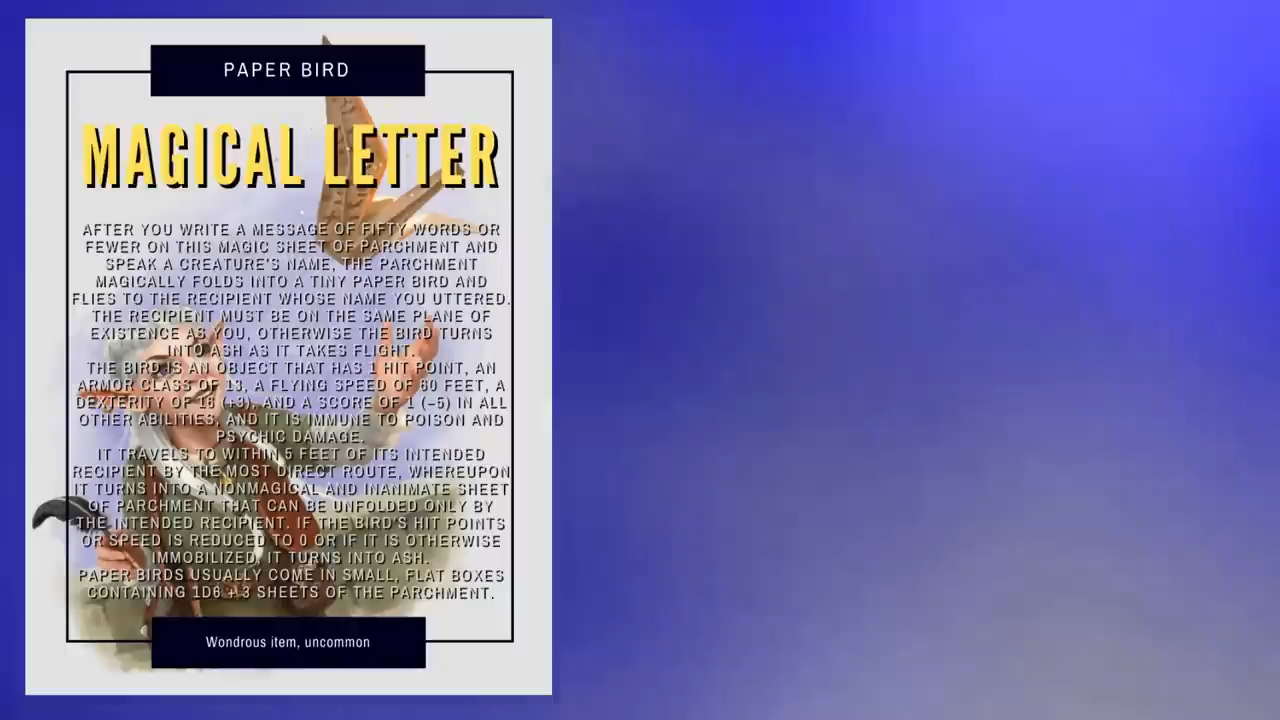 PAPER BIRD
MAGICAL LETTER
AFTER YOU WRITE A MESSAGE OF FIFTY WORDS OR
FEWER ON THIS MAGIC SHEET OF PARCHMENT AND
SPEAK A CREATURE'S NAME, THE PARCHMENT
MAGICALLY FOLDS INTO A TINY PAPER BIRD AND
FLIES TO THE RECIPIENT WHOSE NAME YOU UTTERED.
THE RECIPIENT MUST BE ON THE SAME PLANE OF
EXISTENCE AS YOU, OTHERWISE THE BIRD TURNS
INTO ASH AS IT TAKES FLIGHT.
THE BIRD IS AN OBJECT THAT HAS 1 HIT POINT, AN
ARMOR CLASS OF 13, A FLYING SPEED OF 60 FEET, A
DEXTERITY OF 16 (+3), AND A SCORE OF 1 (−5) IN ALL
OTHER ABILITIES, AND IT IS IMMUNE TO POISON AND
PSYCHIC DAMAGE.
IT TRAVELS TO WITHIN 5 FEET OF ITS INTENDED
RECIPIENT BY THE MOST DIRECT ROUTE, WHEREUPON
IT TURNS INTO A NONMAGICAL AND INANIMATE SHEET
OF PARCHMENT THAT CAN BE UNFOLDED ONLY BY
THE INTENDED RECIPIENT. IF THE BIRD'S HIT POINTS
OR SPEED IS REDUCED TO 0 OR IF IT IS OTHERWISE
IMMOBILIZED, IT TURNS INTO ASH.
PAPER BIRDS USUALLY COME IN SMALL, FLAT BOXES
CONTAINING 1D6 + 3 SHEETS OF THE PARCHMENT.
Wondrous item, uncommon